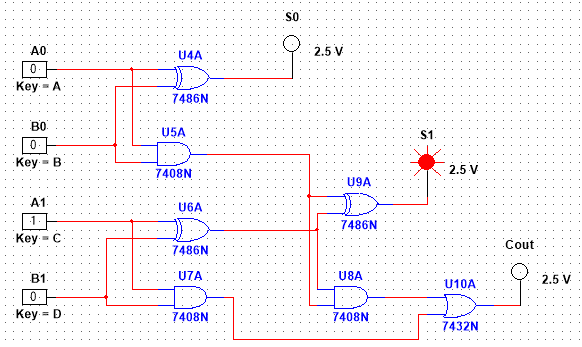 S0
2.5 V
A0
0
Key = A
U4A
7486N
B0
0
Key = B
U5A
7408N
S1
2.5 V
U9A
7486N
A1
1
Key = C
U6A
7486N
Cout
2.5 V
B1
0
Key = D
U7A
7408N
U8A
7408N
U10A
7432N